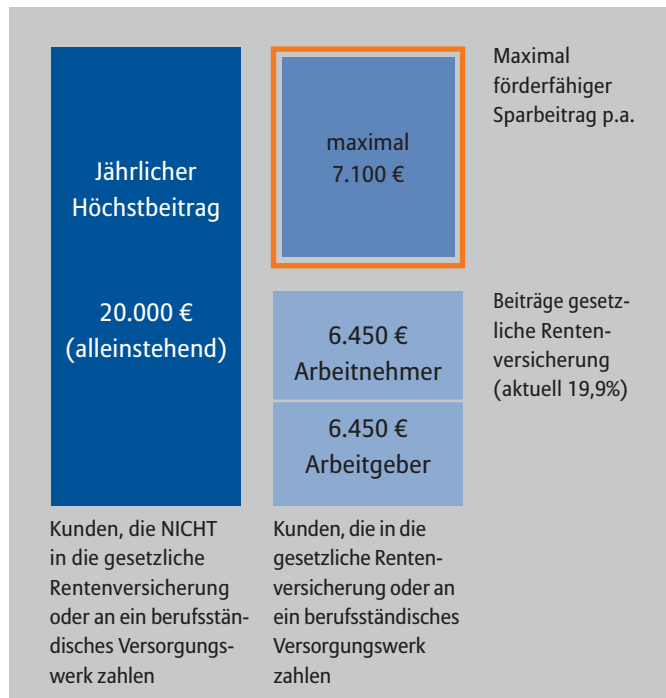 Jährlicher
Höchstbeitrag
20.000 €
(alleinstehend)
Kunden, die NICHT
in die gesetzliche
Rentenversicherung
oder an ein berufsstän-
disches Versorgungs-
werk zahlen
maximal
7.100 €
6.450 €
Arbeitnehmer
6.450 €
Arbeitgeber
Kunden, die in die
gesetzliche Renten-
versicherung oder an
ein berufsständisches
Versorgungswerk
zahlen
Maximal
förderfähiger
Sparbeitrag p.a.
Beiträge gesetz-
liche Renten-
versicherung
(aktuell 19,9%)